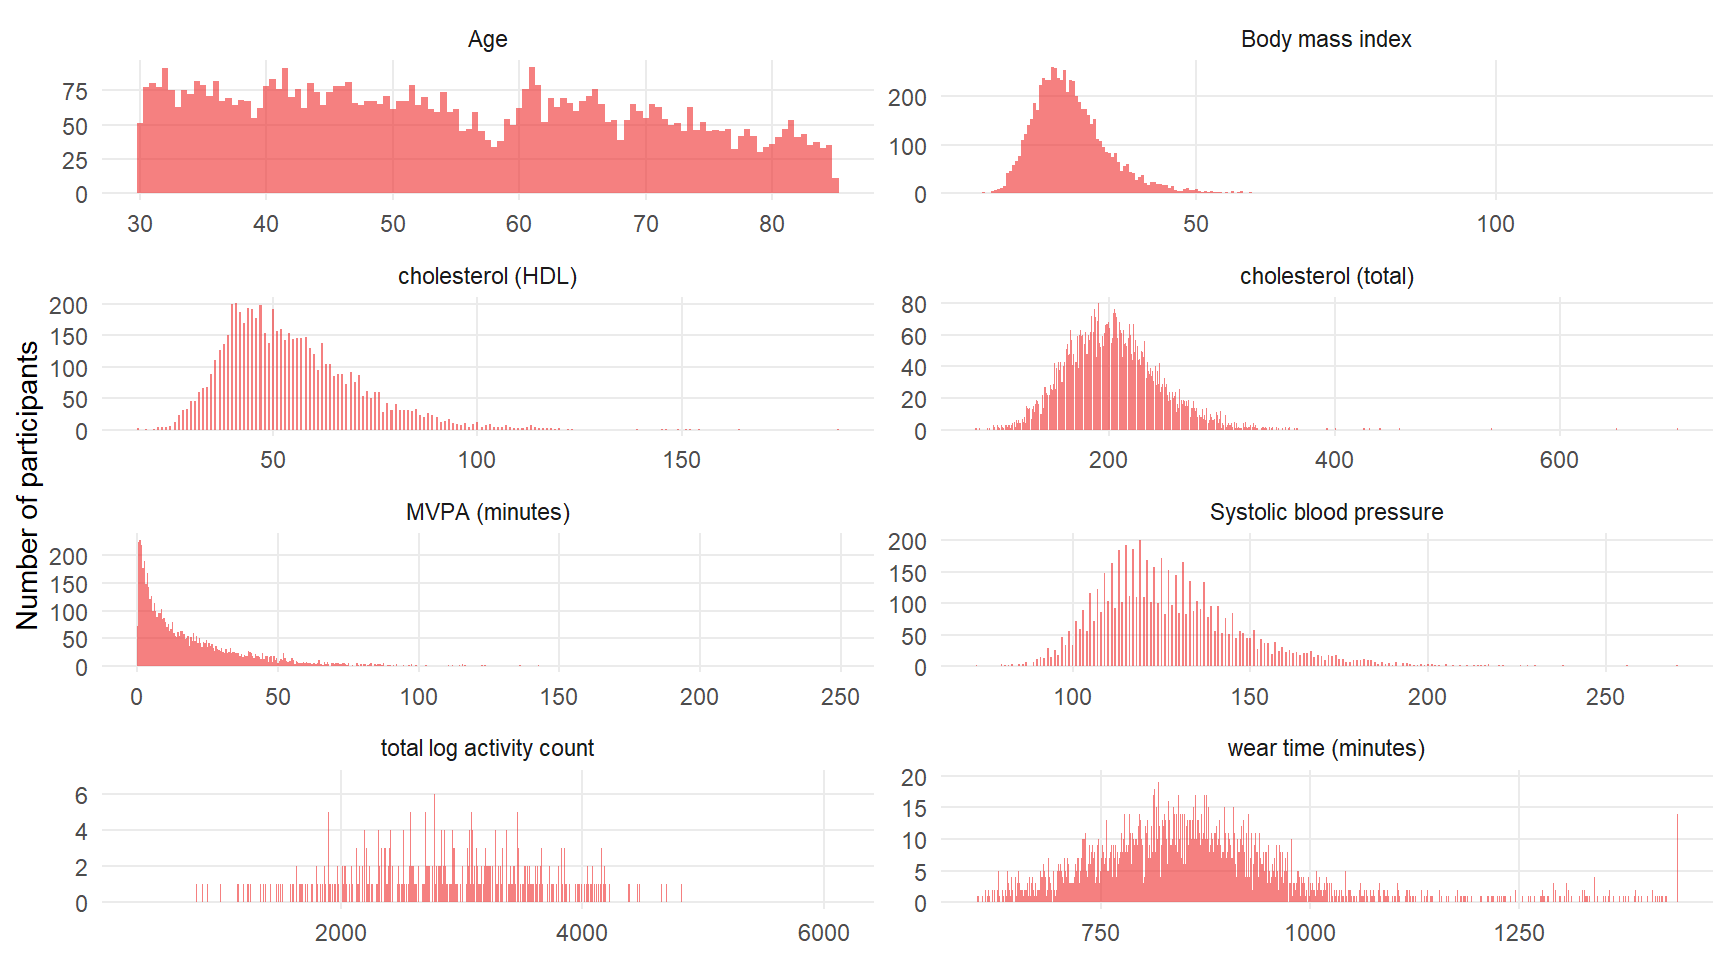 Number of participants
Age
75
50
25
0
30 40 50 60 70 80
Body mass index
200
100
0
50 100
cholesterol (HDL)
200
150
100
50
0
50 100 150
cholesterol (total)
80
60
40
20
0
200 400 600
MVPA (minutes)
200
150
100
50
0
0 50 100 150 200 250
Systolic blood pressure
200
150
100
50
0
100 150 200 250
total log activity count
6
4
2
0
2000 4000 6000
wear time (minutes)
20
15
10
5
0
750 1000 1250